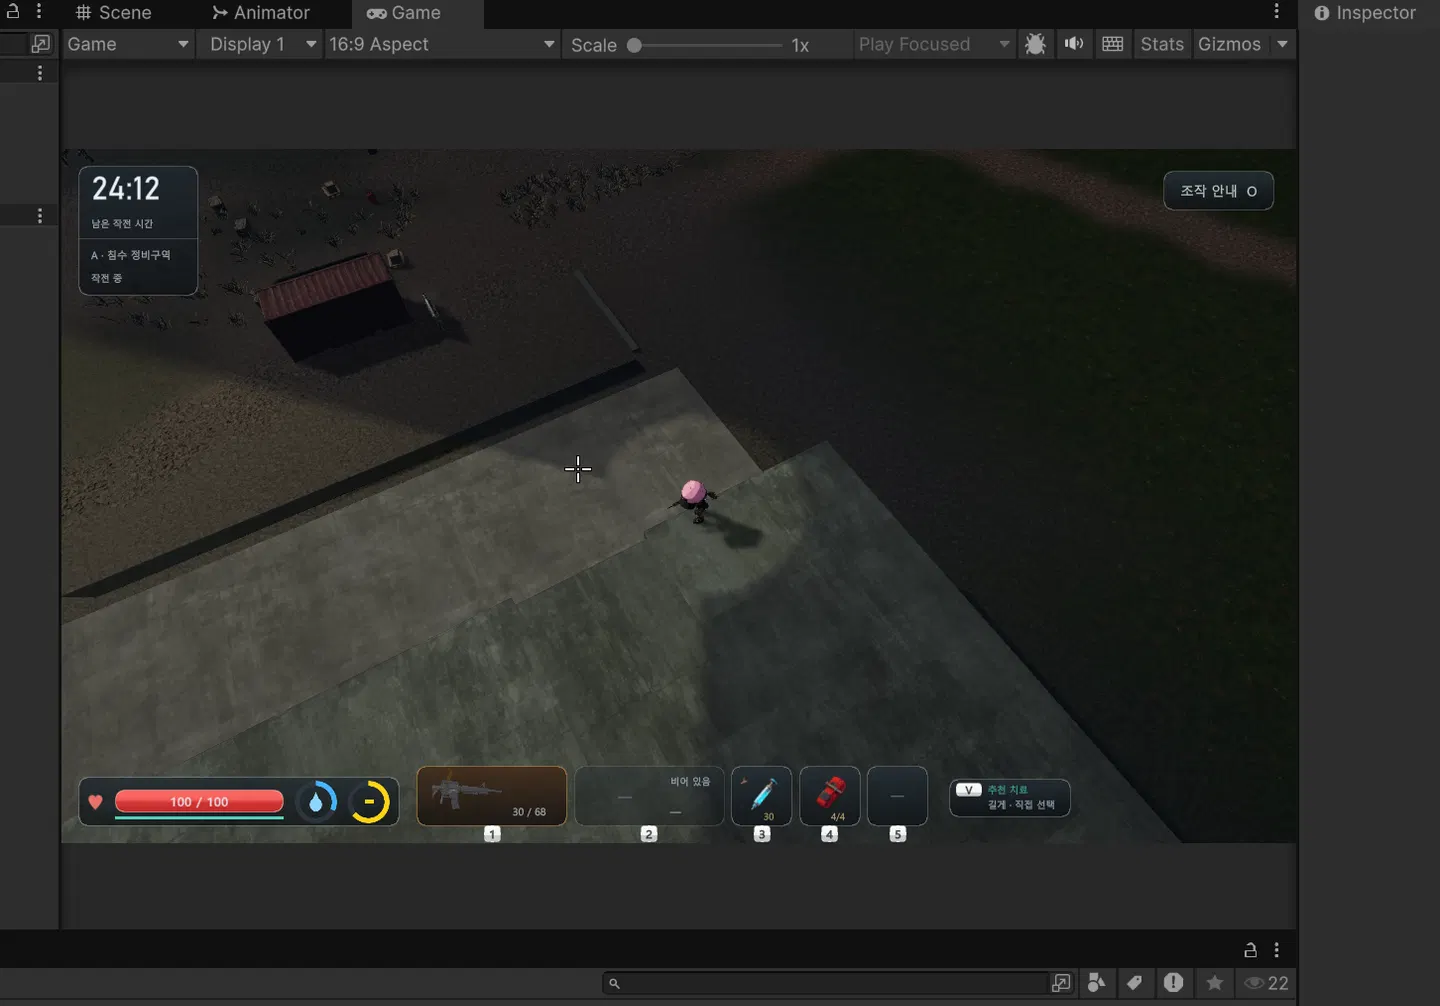 Scene
Animator
Game
Inspector
Game
Display 1
16:9 Aspect
Scale
1x
Play Focused
Stats
Gizmos
24:12
남은 작전 시간
A · 침수 정비구역
작전 중
조작 안내 O
100 / 100
30 / 68
1
비어 있음
2
30
3
4/4
4
5
V 추천 치료
길게 · 직접 선택
22